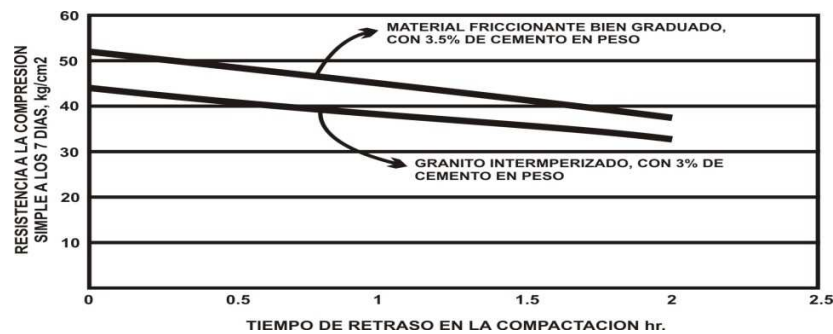 60
50
40
30
20
10
RESISTENCIA A LA COMPRESION
SIMPLE A LOS 7 DIAS, kg/cm2
MATERIAL FRICCIONANTE BIEN GRADUADO,
CON 3.5% DE CEMENTO EN PESO
GRANITO INTERMPERIZADO, CON 3% DE
CEMENTO EN PESO
0
0.5
1
1.5
2
2.5
TIEMPO DE RETRASO EN LA COMPACTACION hr.